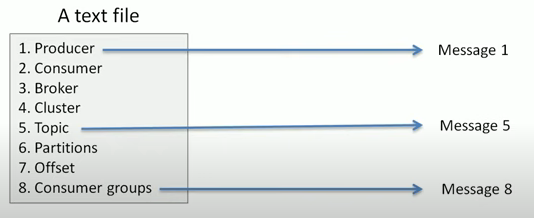 A text file
1. Producer
Message 1
2. Consumer
3. Broker
4. Cluster
5. Topic
Message 5
6. Partitions
7. Offset
8. Consumer groups
Message 8